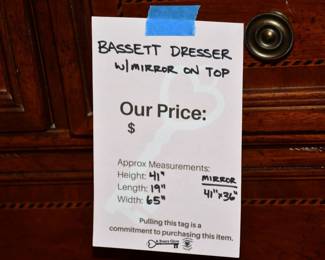 BASSETT DRESSER
W/MIRROR ON TOP
Our Price:
$
Approx Measurements:
Height: 41"
Length: 19"
Width: 65"
MIRROR
41" x 36"
Pulling this tag is a
commitment to purchasing this item.